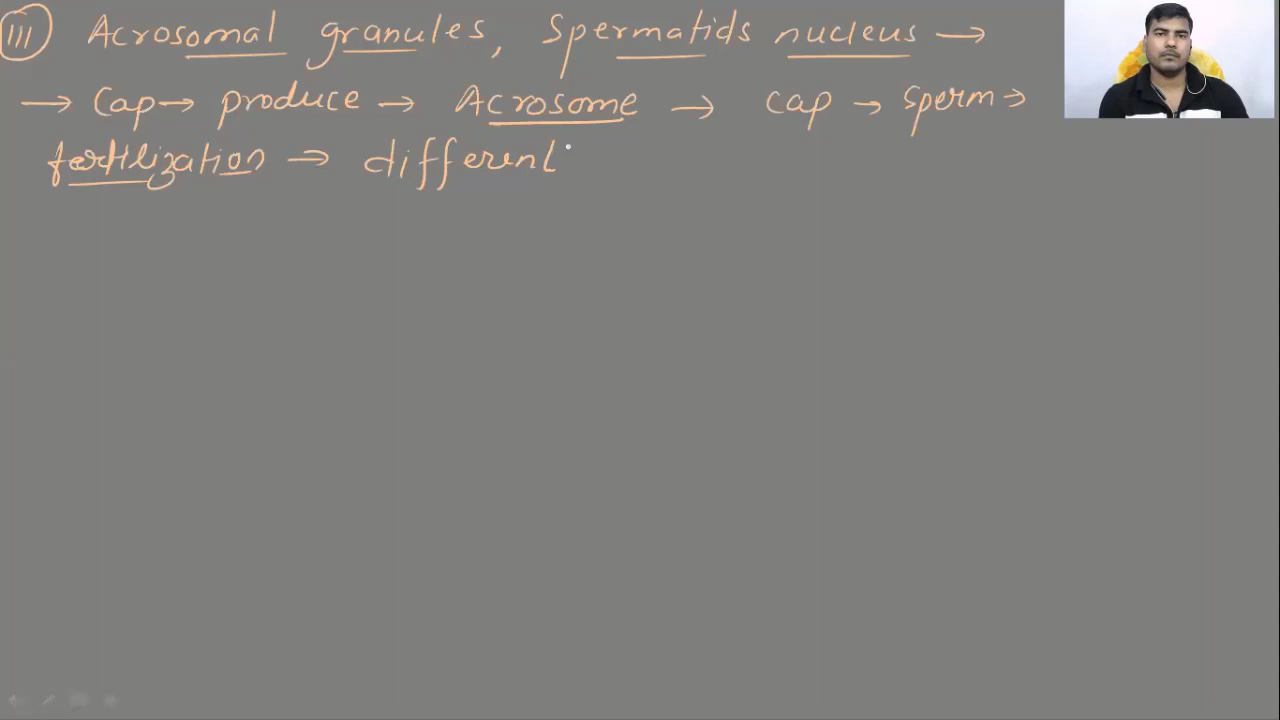 (III) Acrosomal granules, Spermatids nucleus →
→ Cap → produce → Acrosome → cap → sperm →
fertilization → different